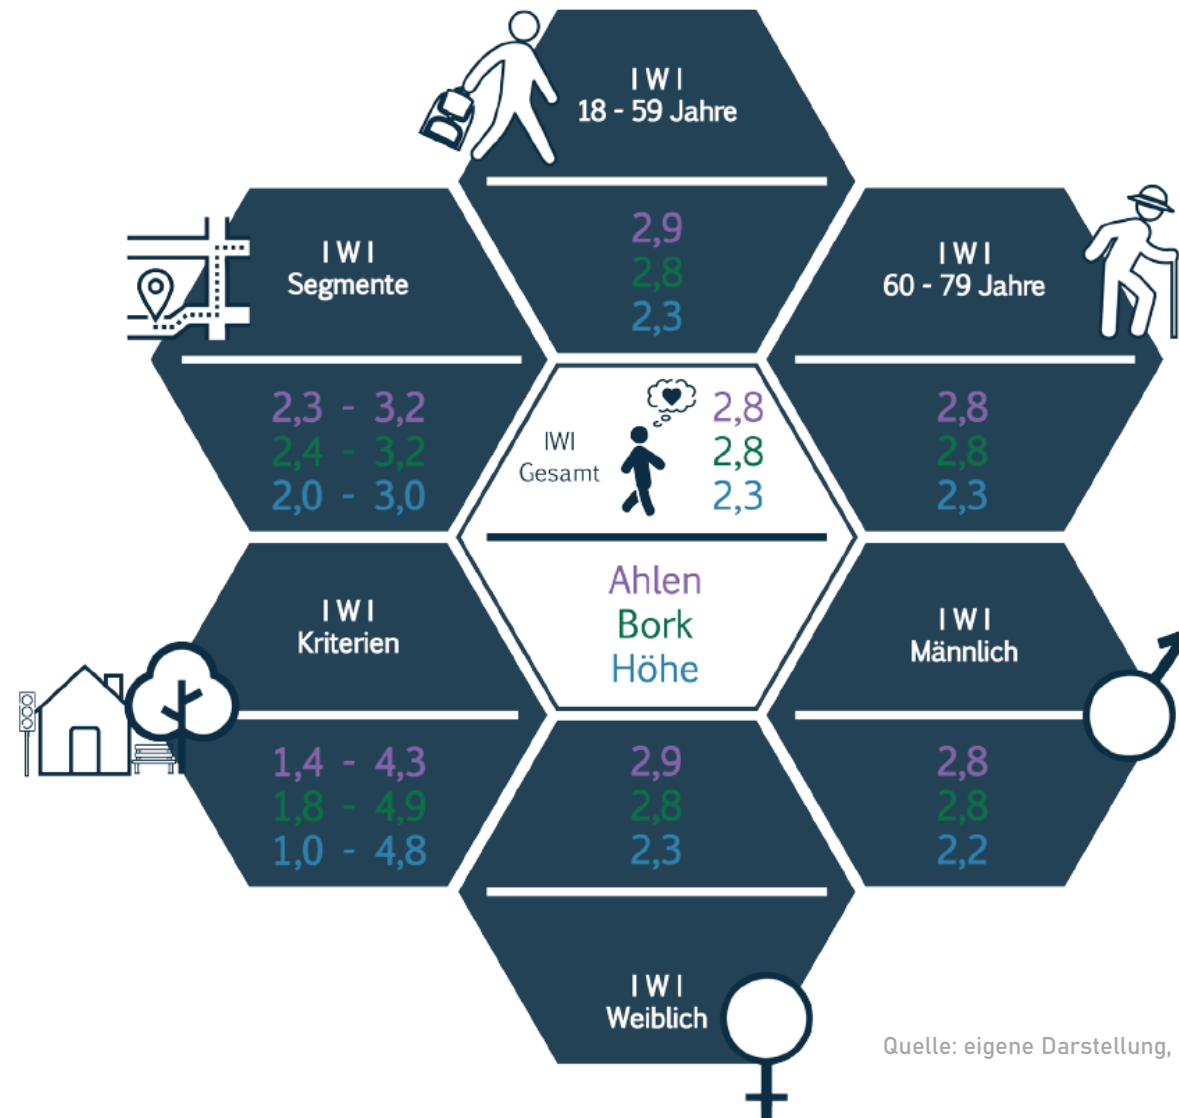 I W I
18 - 59 Jahre
2,9
2,8
2,3
I W I
Segmente
2,3 - 3,2
2,4 - 3,2
2,0 - 3,0
I W I
60 - 79 Jahre
2,8
2,8
2,3
IWI
Gesamt
2,8
2,8
2,3
Ahlen
Bork
Höhe
I W I
Kriterien
1,4 - 4,3
1,8 - 4,9
1,0 - 4,8
I W I
Männlich
2,8
2,8
2,2
2,9
2,8
2,3
I W I
Weiblich
Quelle: eigene Darstellung,